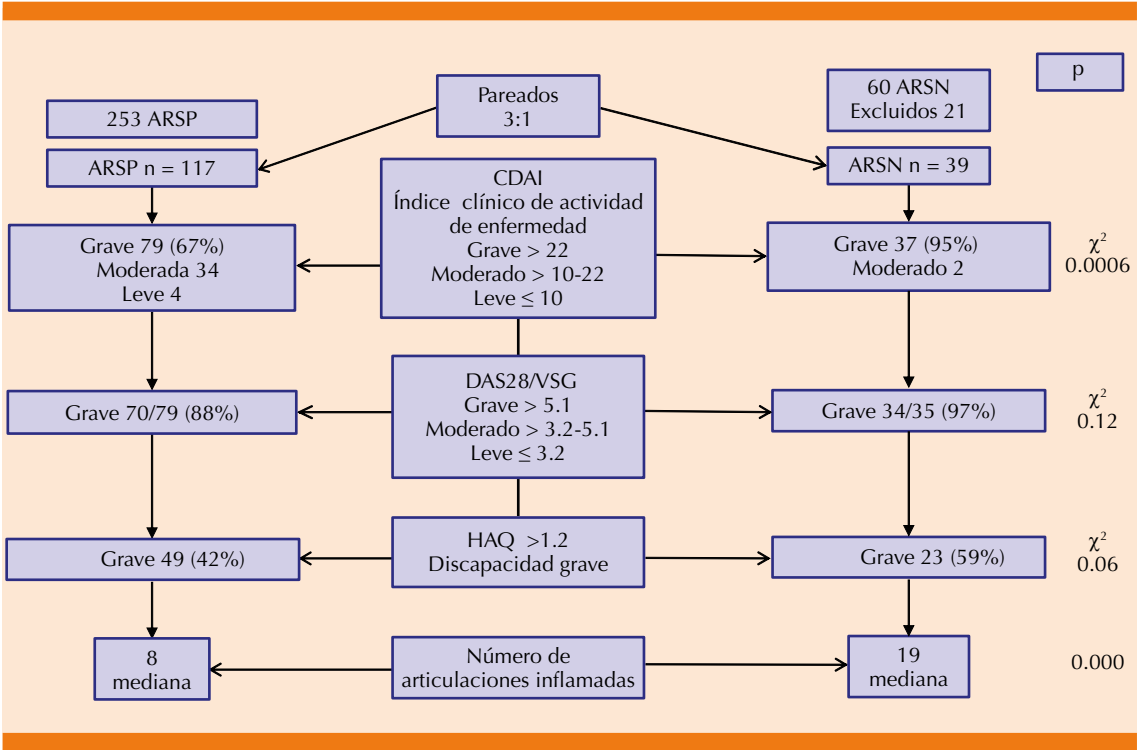 253 ARSP
Pareados
3:1
60 ARSN
Excluidos 21
p
ARSP n = 117
ARSN n = 39
CDAI
Índice clínico de actividad
de enfermedad
Grave > 22
Moderado > 10-22
Leve ≤ 10
Grave 79 (67%)
Moderada 34
Leve 4
Grave 37 (95%)
Moderado 2
χ²
0.0006
DAS28/VSG
Grave > 5.1
Moderado > 3.2-5.1
Leve ≤ 3.2
Grave 70/79 (88%)
Grave 34/35 (97%)
χ²
0.12
HAQ >1.2
Discapacidad grave
Grave 49 (42%)
Grave 23 (59%)
χ²
0.06
8
mediana
Número de
articulaciones inflamadas
19
mediana
0.000